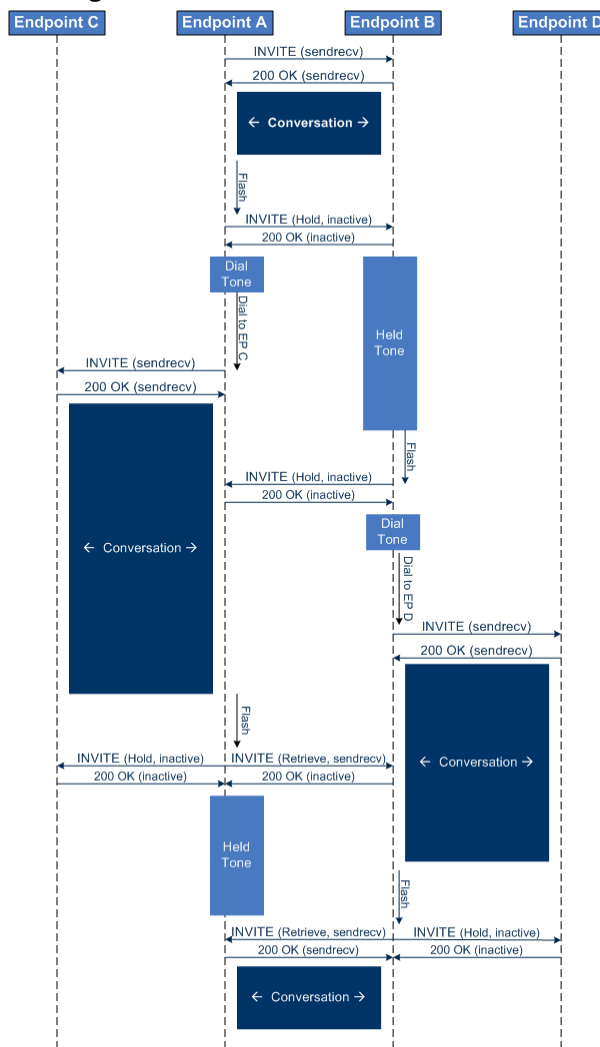 Endpoint C Endpoint A Endpoint B Endpoint D
INVITE (sendrecv)
200 OK (sendrecv)
← Conversation →
Flash
INVITE (Hold, inactive)
200 OK (inactive)
Dial
Tone
Dial to EP C
Held
Tone
INVITE (sendrecv)
200 OK (sendrecv)
Flash
INVITE (Hold, inactive)
200 OK (inactive)
Dial
Tone
← Conversation →
Dial to EP D
INVITE (sendrecv)
200 OK (sendrecv)
Flash
INVITE (Hold, inactive) INVITE (Retrieve, sendrecv)
← Conversation →
200 OK (inactive) 200 OK (inactive)
Held
Tone
Flash
INVITE (Retrieve, sendrecv) INVITE (Hold, inactive)
200 OK (sendrecv) 200 OK (inactive)
← Conversation →